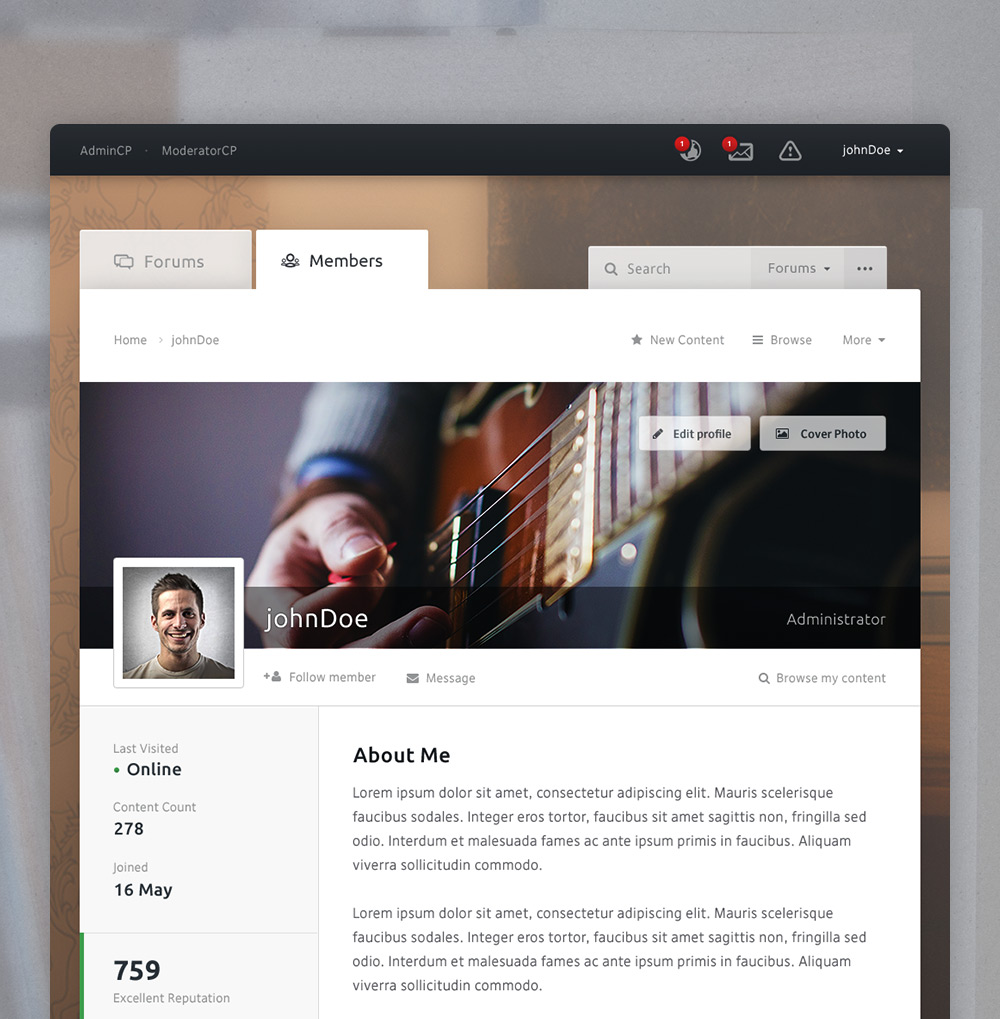 AdminCP · ModeratorCP
1
1
johnDoe
Forums
Members
Search
Forums
Home › johnDoe
New Content
Browse
More
Edit profile
Cover Photo
johnDoe
Administrator
Follow member
Message
Browse my content
Last Visited
• Online
Content Count
278
Joined
16 May
759
Excellent Reputation
About Me
Lorem ipsum dolor sit amet, consectetur adipiscing elit. Mauris scelerisque
faucibus sodales. Integer eros tortor, faucibus sit amet sagittis non, fringilla sed
odio. Interdum et malesuada fames ac ante ipsum primis in faucibus. Aliquam
viverra sollicitudin commodo.
Lorem ipsum dolor sit amet, consectetur adipiscing elit. Mauris scelerisque
faucibus sodales. Integer eros tortor, faucibus sit amet sagittis non, fringilla sed
odio. Interdum et malesuada fames ac ante ipsum primis in faucibus. Aliquam
viverra sollicitudin commodo.